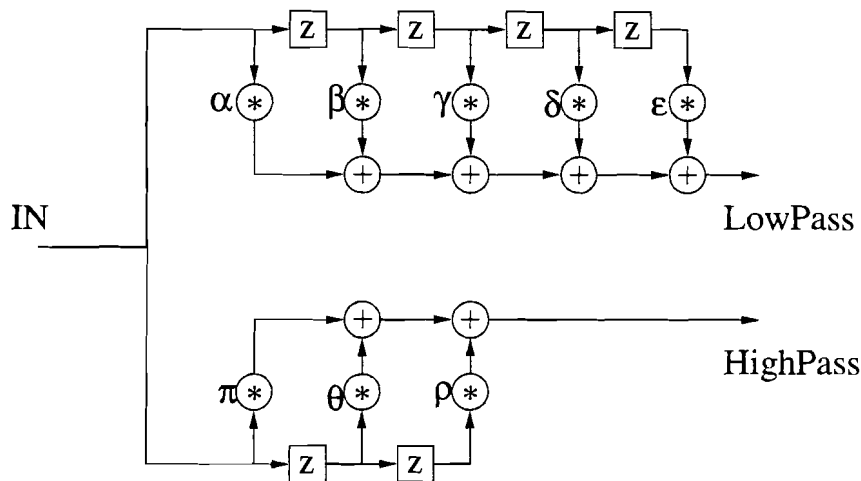 z z z z
α * β * γ * δ * ε *
+ + + +
IN
LowPass
+ +
HighPass
π * θ * ρ *
z z